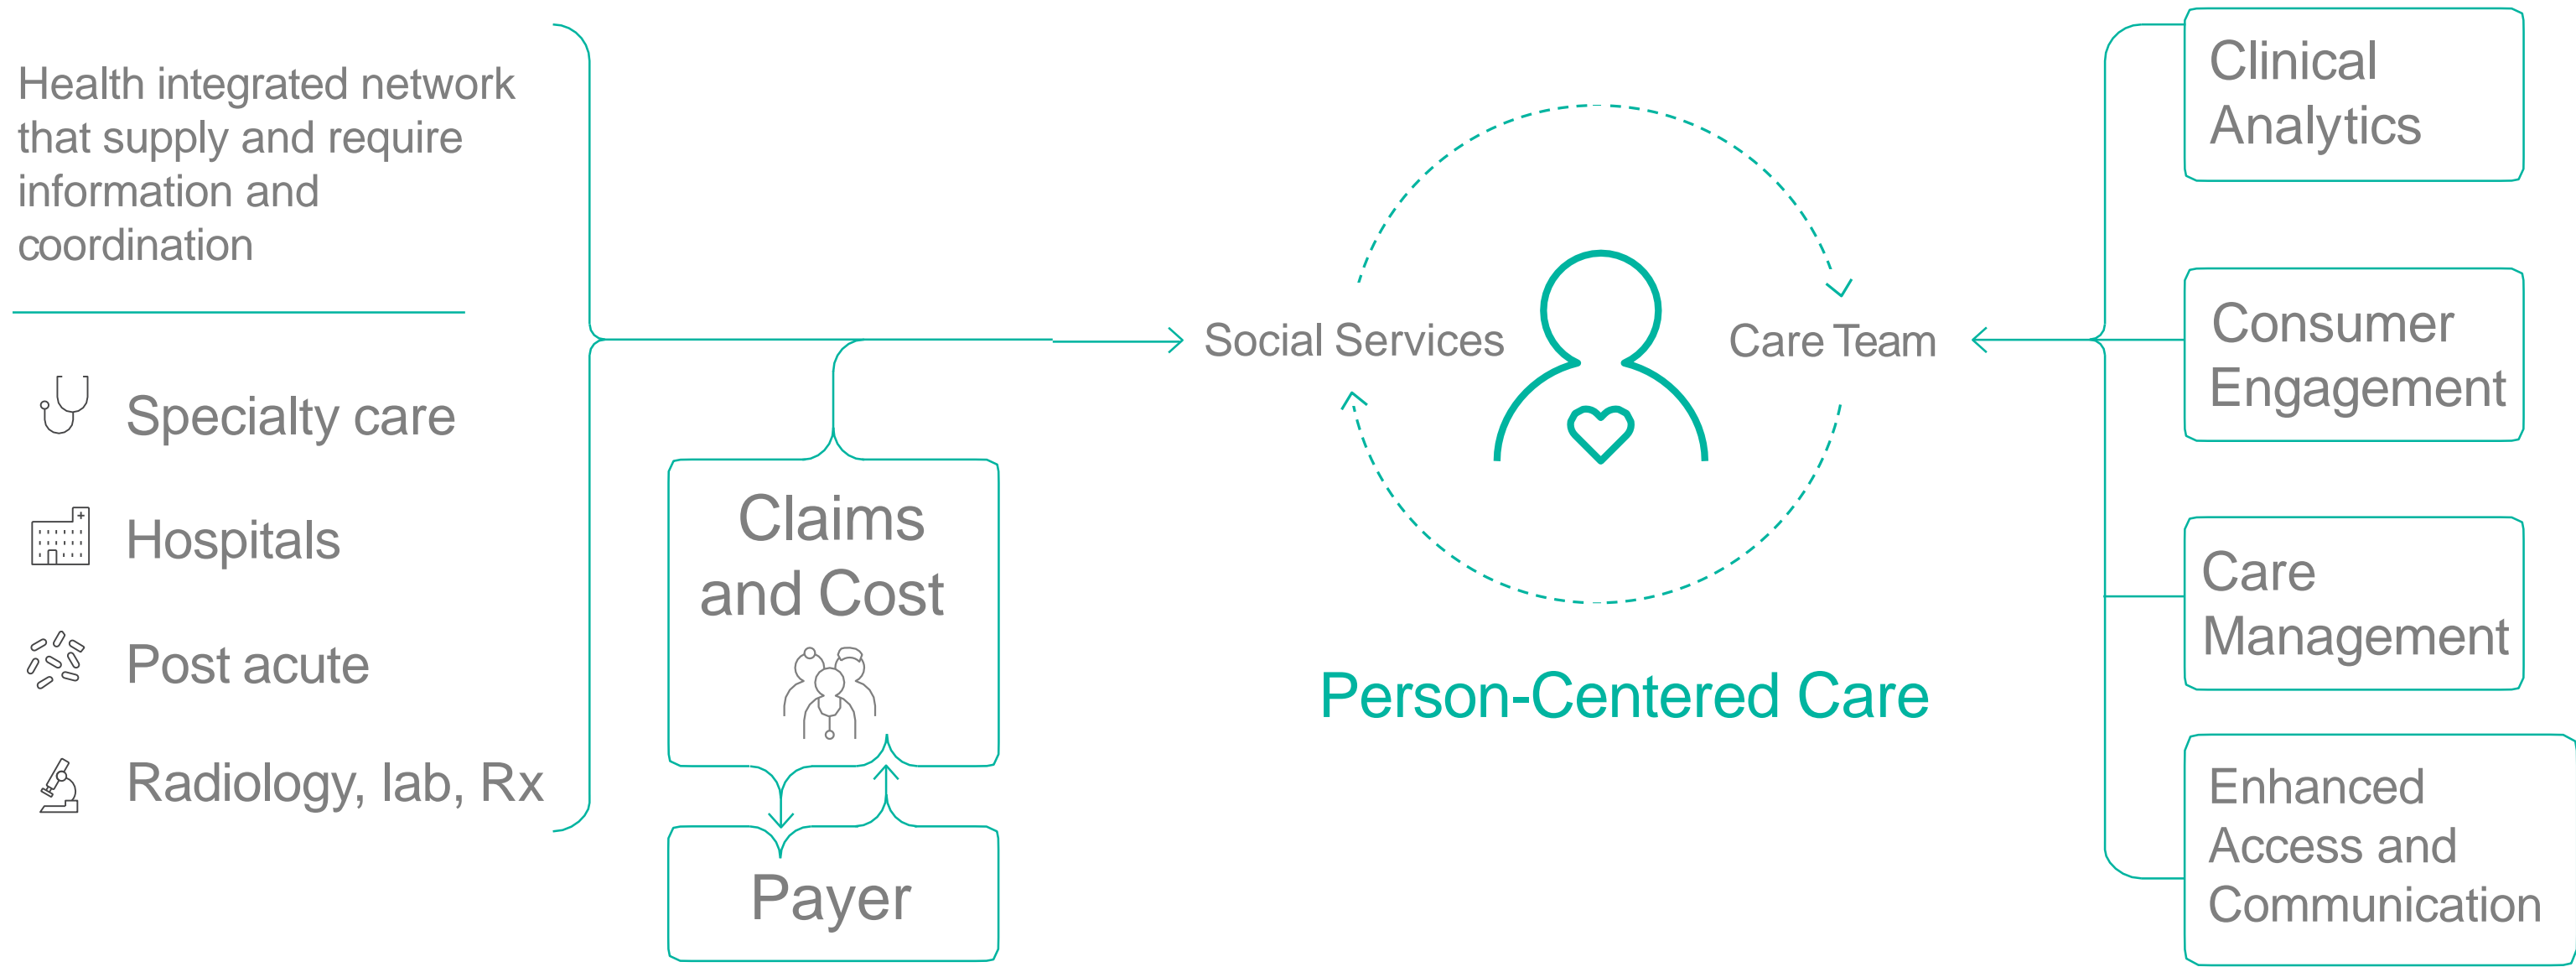 Health integrated network
that supply and require
information and
coordination
Specialty care
Hospitals
Post acute
Radiology, lab, Rx
Claims
and Cost
Payer
Social Services
Care Team
Person-Centered Care
Clinical
Analytics
Consumer
Engagement
Care
Management
Enhanced
Access and
Communication